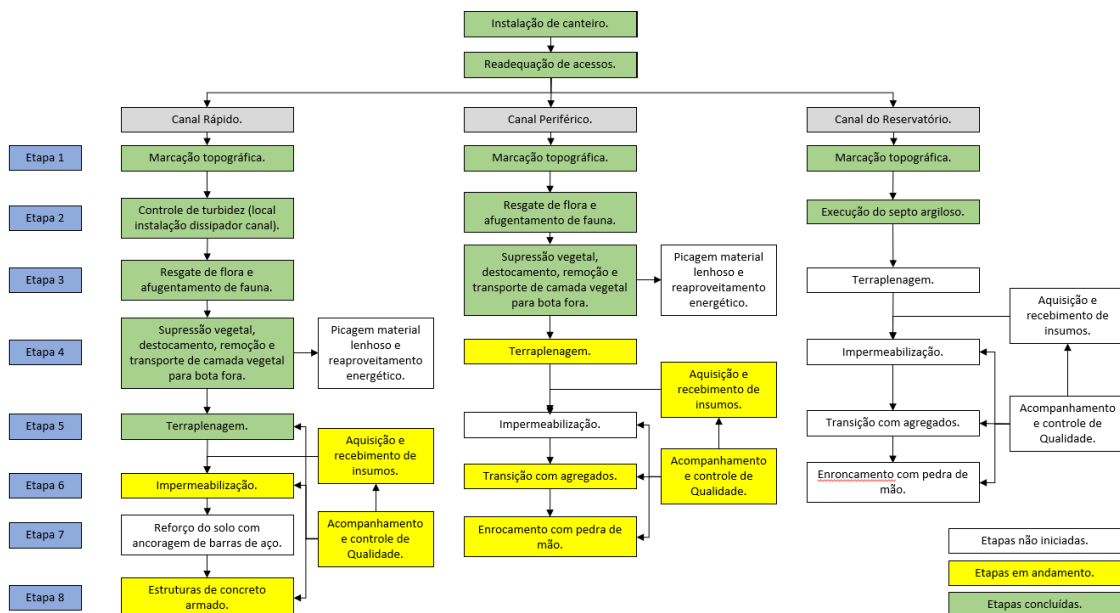 Instalação de canteiro.
Readequação de acessos.
Canal Rápido.
Canal Periférico.
Canal do Reservatório.
Etapa 1
Marcação topográfica.
Marcação topográfica.
Marcação topográfica.
Etapa 2
Controle de turbidez (local
instalação dissipador canal).
Resgate de flora e
afugentamento de fauna.
Execução do septo argiloso.
Etapa 3
Resgate de flora e
afugentamento de fauna.
Supressão vegetal,
destocamento, remoção e
transporte de camada vegetal
para bota fora.
Picagem material
lenhoso e
reaproveitamento
energético.
Terraplenagem.
Aquisição e
recebimento de
insumos.
Etapa 4
Supressão vegetal,
destocamento, remoção e
transporte de camada vegetal
para bota fora.
Picagem material
lenhoso e
reaproveitamento
energético.
Terraplenagem.
Impermeabilização.
Aquisição e
recebimento de
insumos.
Etapa 5
Terraplenagem.
Impermeabilização.
Transição com agregados.
Acompanhamento
e controle de
Qualidade.
Aquisição e
recebimento de
insumos.
Etapa 6
Impermeabilização.
Transição com agregados.
Acompanhamento
e controle de
Qualidade.
Enroncamento com pedra de
mão.
Etapa 7
Reforço do solo com
ancoragem de barras de aço.
Acompanhamento
e controle de
Qualidade.
Enrocamento com pedra de
mão.
Etapa 8
Estruturas de concreto
armado.
Etapas não iniciadas.
Etapas em andamento.
Etapas concluídas.